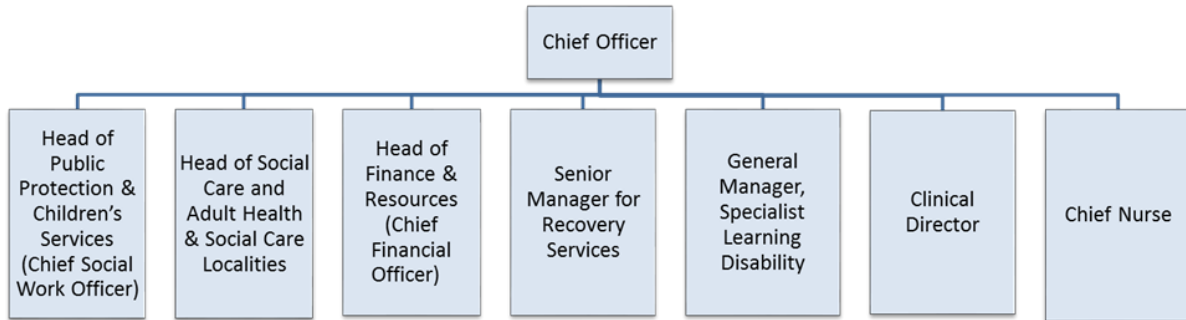 Chief Officer
Head of
Public
Protection &
Children's
Services
(Chief Social
Work Officer)
Head of Social
Care and
Adult Health
& Social Care
Localities
Head of
Finance &
Resources
(Chief
Financial
Officer)
Senior
Manager for
Recovery
Services
General
Manager,
Specialist
Learning
Disability
Clinical
Director
Chief Nurse